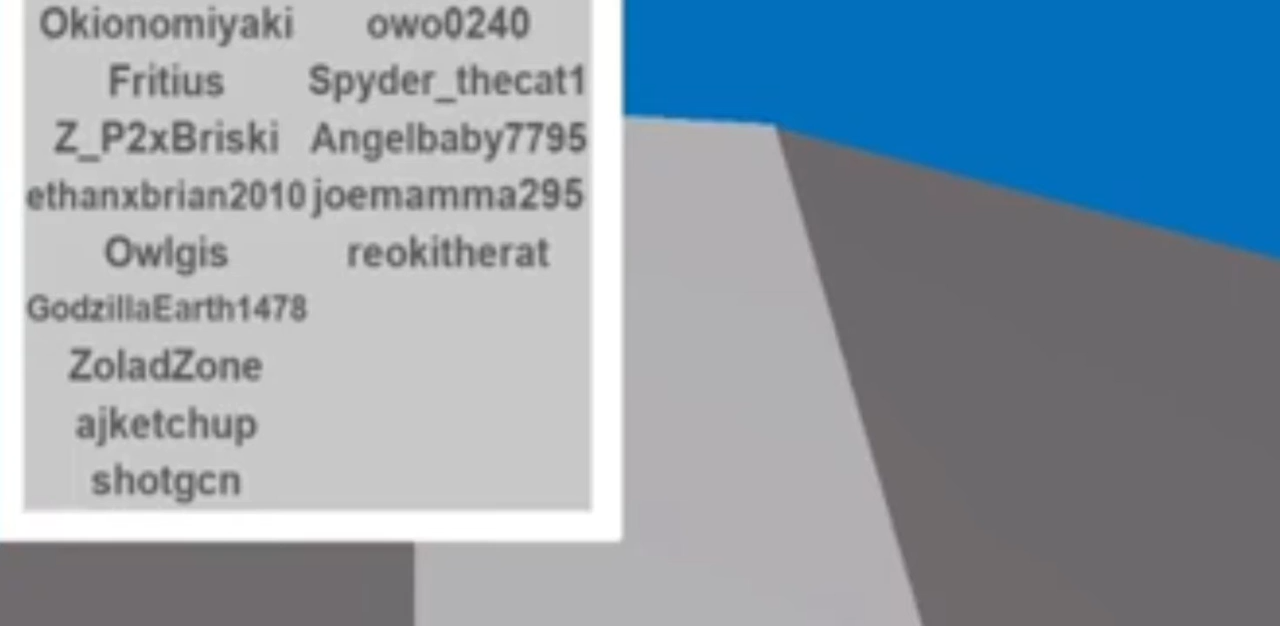 Okionomiyaki owo0240
Fritius Spyder_thecat1
Z_P2xBriski Angelbaby7795
ethanxbrian2010 joemamma295
Owlgis reokitherat
GodzillaEarth1478
ZoladZone
ajketchup
shotgcn